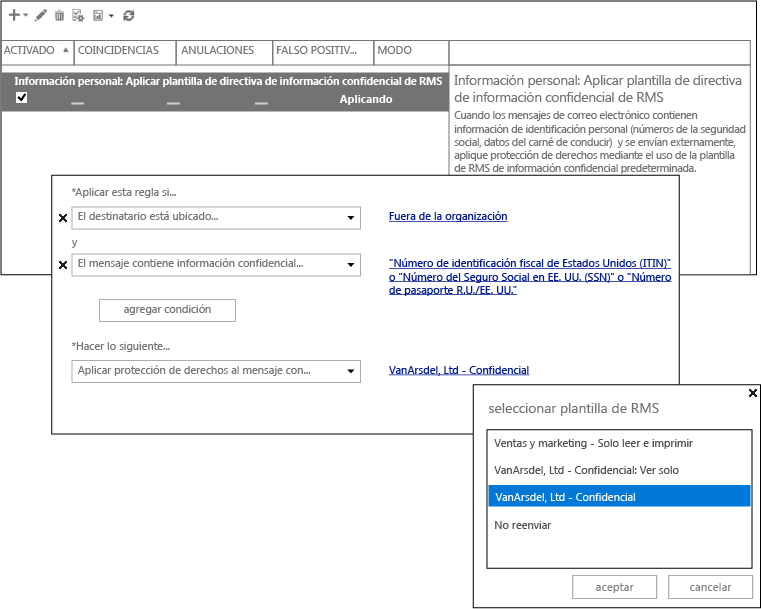 ACTIVADO COINCIDENCIAS ANULACIONES FALSO POSITIV... MODO
Información personal: Aplicar plantilla de directiva de información confidencial de RMS
Aplicando
Información personal: Aplicar plantilla de directiva
de información confidencial de RMS
Cuando los mensajes de correo electrónico contienen
información de identificación personal (números de la seguridad
social, datos del carné de conducir) y se envían externamente,
aplique protección de derechos mediante el uso de la plantilla
de RMS de información confidencial predeterminada.
*Aplicar esta regla si...
El destinatario está ubicado... Fuera de la organización
y
El mensaje contiene información confidencial... "Número de identificación fiscal de Estados Unidos (ITIN)"
o "Número del Seguro Social en EE. UU. (SSN)" o "Número
de pasaporte R.U./EE. UU."
agregar condición
*Hacer lo siguiente...
Aplicar protección de derechos al mensaje con... VanArsdel, Ltd - Confidencial
seleccionar plantilla de RMS
Ventas y marketing - Solo leer e imprimir
VanArsdel, Ltd - Confidencial: Ver solo
VanArsdel, Ltd - Confidencial
No reenviar
aceptar cancelar